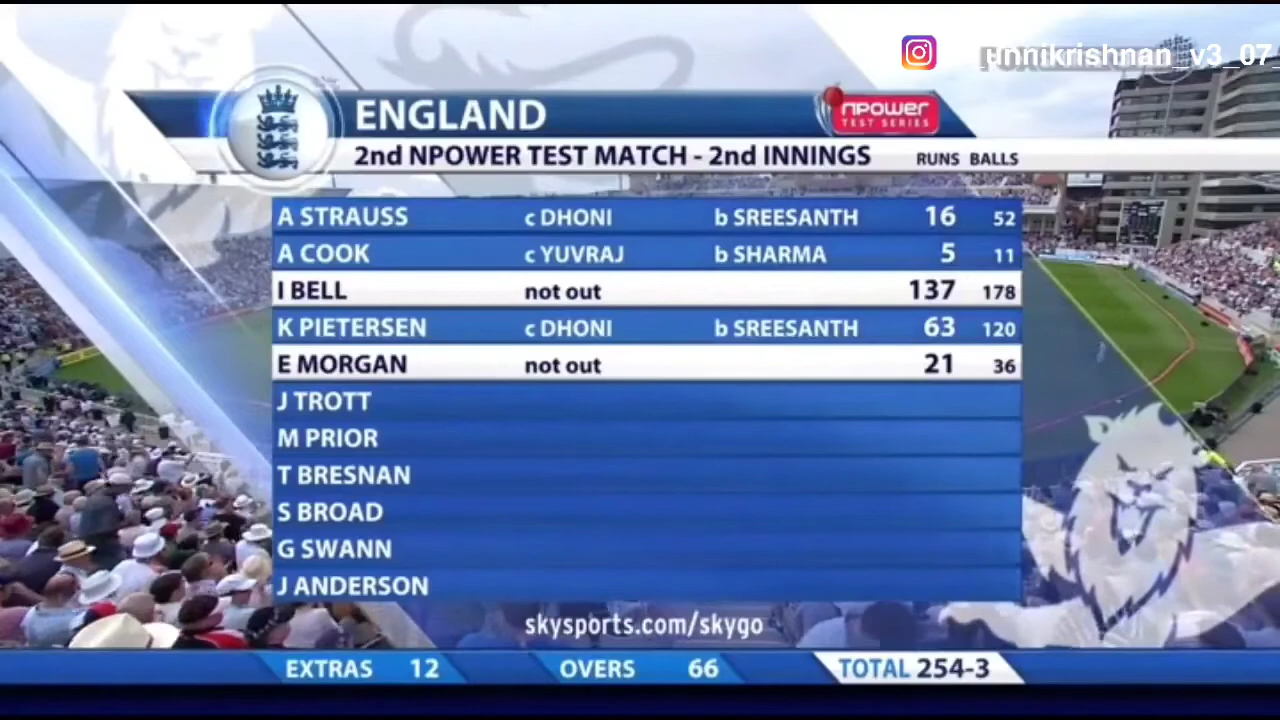 unnikrishnan_v3_07_
ENGLAND
npower
TEST SERIES
2nd NPOWER TEST MATCH - 2nd INNINGS RUNS BALLS
A STRAUSS c DHONI b SREESANTH 16 52
A COOK c YUVRAJ b SHARMA 5 11
I BELL not out 137 178
K PIETERSEN c DHONI b SREESANTH 63 120
E MORGAN not out 21 36
J TROTT
M PRIOR
T BRESNAN
S BROAD
G SWANN
J ANDERSON
skysports.com/skygo
EXTRAS 12 OVERS 66 TOTAL 254-3